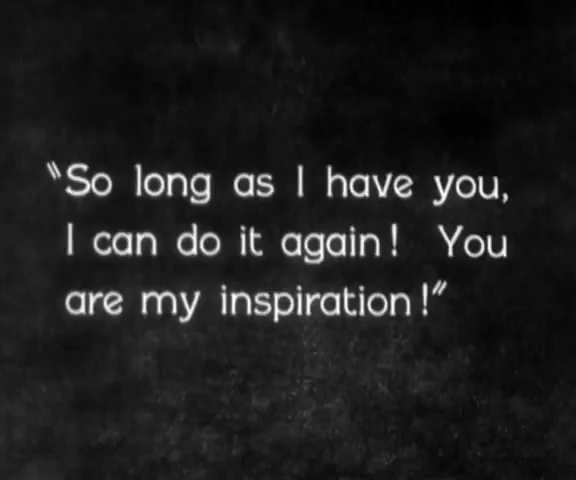 "So long as I have you,
I can do it again! You
are my inspiration!"